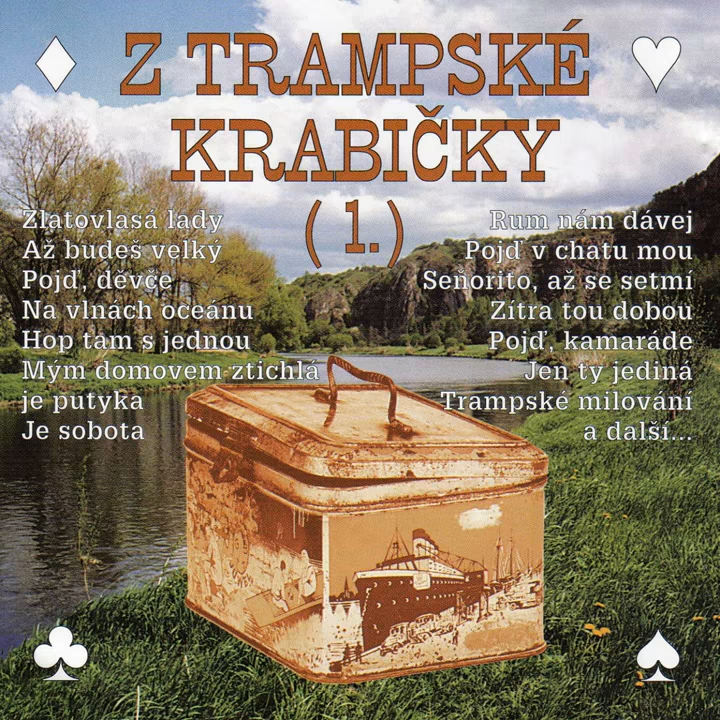 Z TRAMPSKÉ
KRABIČKY
( 1. )
Zlatovlasá lady
Až budeš velký
Pojď, děvče
Na vlnách oceánu
Hop tam s jednou
Mým domovem ztichlá
je putyka
Je sobota
Rum nám dávej
Pojď v chatu mou
Seňorito, až se setmí
Zítra tou dobou
Pojď, kamaráde
Jen ty jediná
Trampské milování
a další...